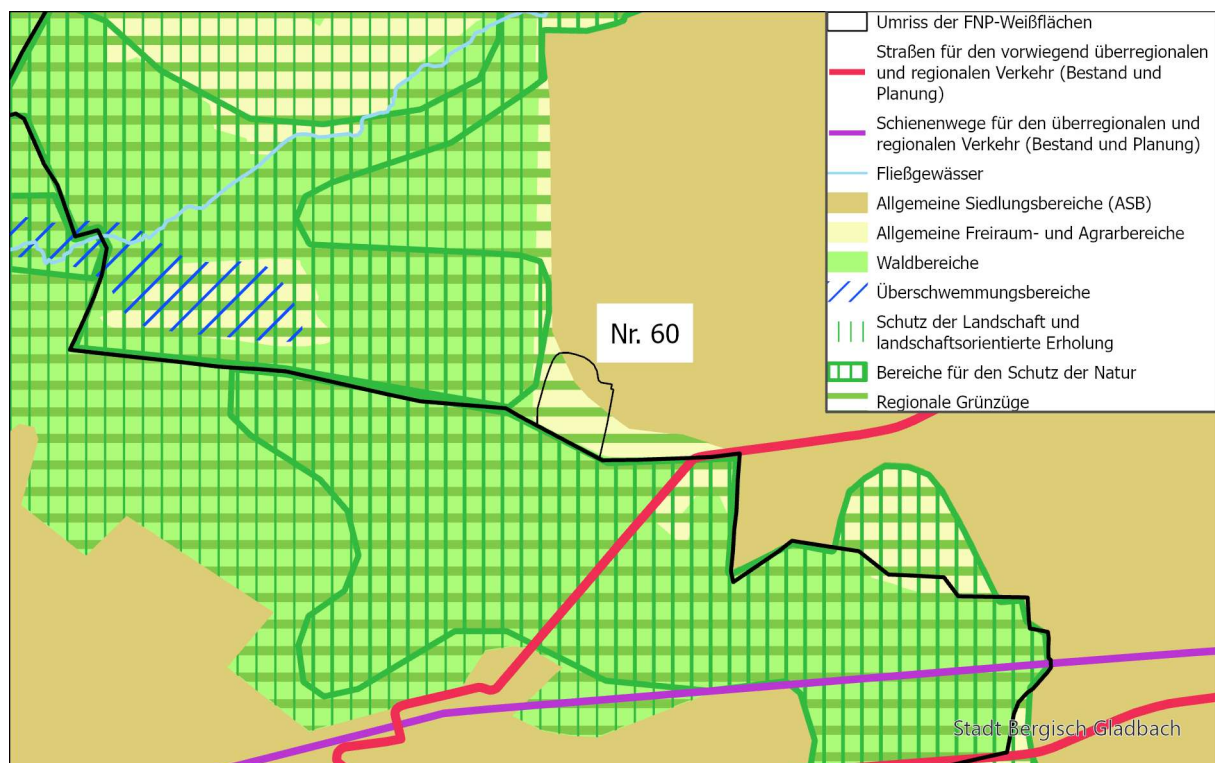 Umriss der FNP-Weißflächen
Straßen für den vorwiegend überregionalen
und regionalen Verkehr (Bestand und
Planung)
Schienenwege für den überregionalen und
regionalen Verkehr (Bestand und Planung)
Fließgewässer
Allgemeine Siedlungsbereiche (ASB)
Allgemeine Freiraum- und Agrarbereiche
Waldbereiche
Überschwemmungsbereiche
Schutz der Landschaft und
landschaftsorientierte Erholung
Bereiche für den Schutz der Natur
Regionale Grünzüge
Nr. 60
Stadt Bergisch Gladbach